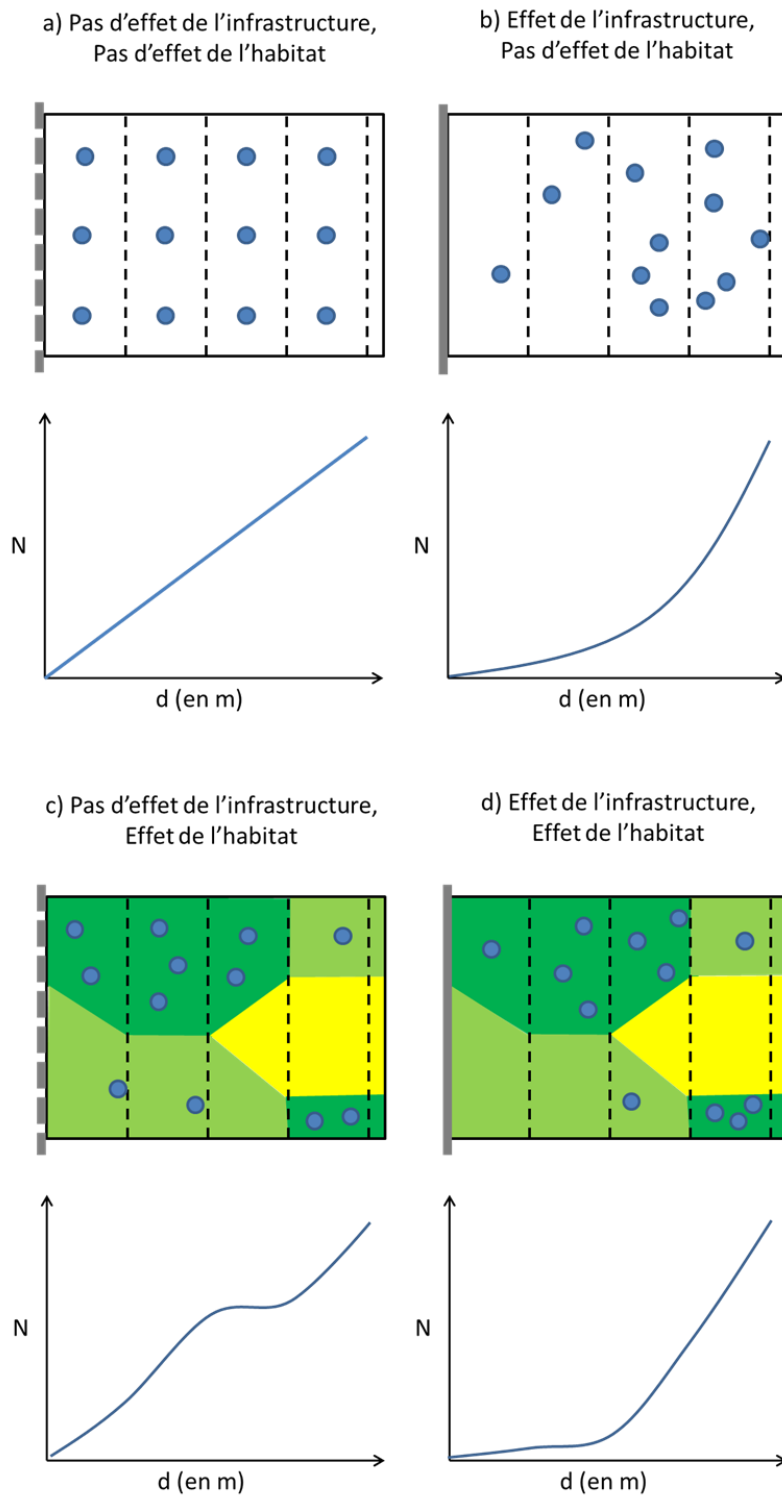 a) Pas d'effet de l'infrastructure,
Pas d'effet de l'habitat
b) Effet de l'infrastructure,
Pas d'effet de l'habitat
N
d (en m)
N
d (en m)
c) Pas d'effet de l'infrastructure,
Effet de l'habitat
d) Effet de l'infrastructure,
Effet de l'habitat
N
d (en m)
N
d (en m)